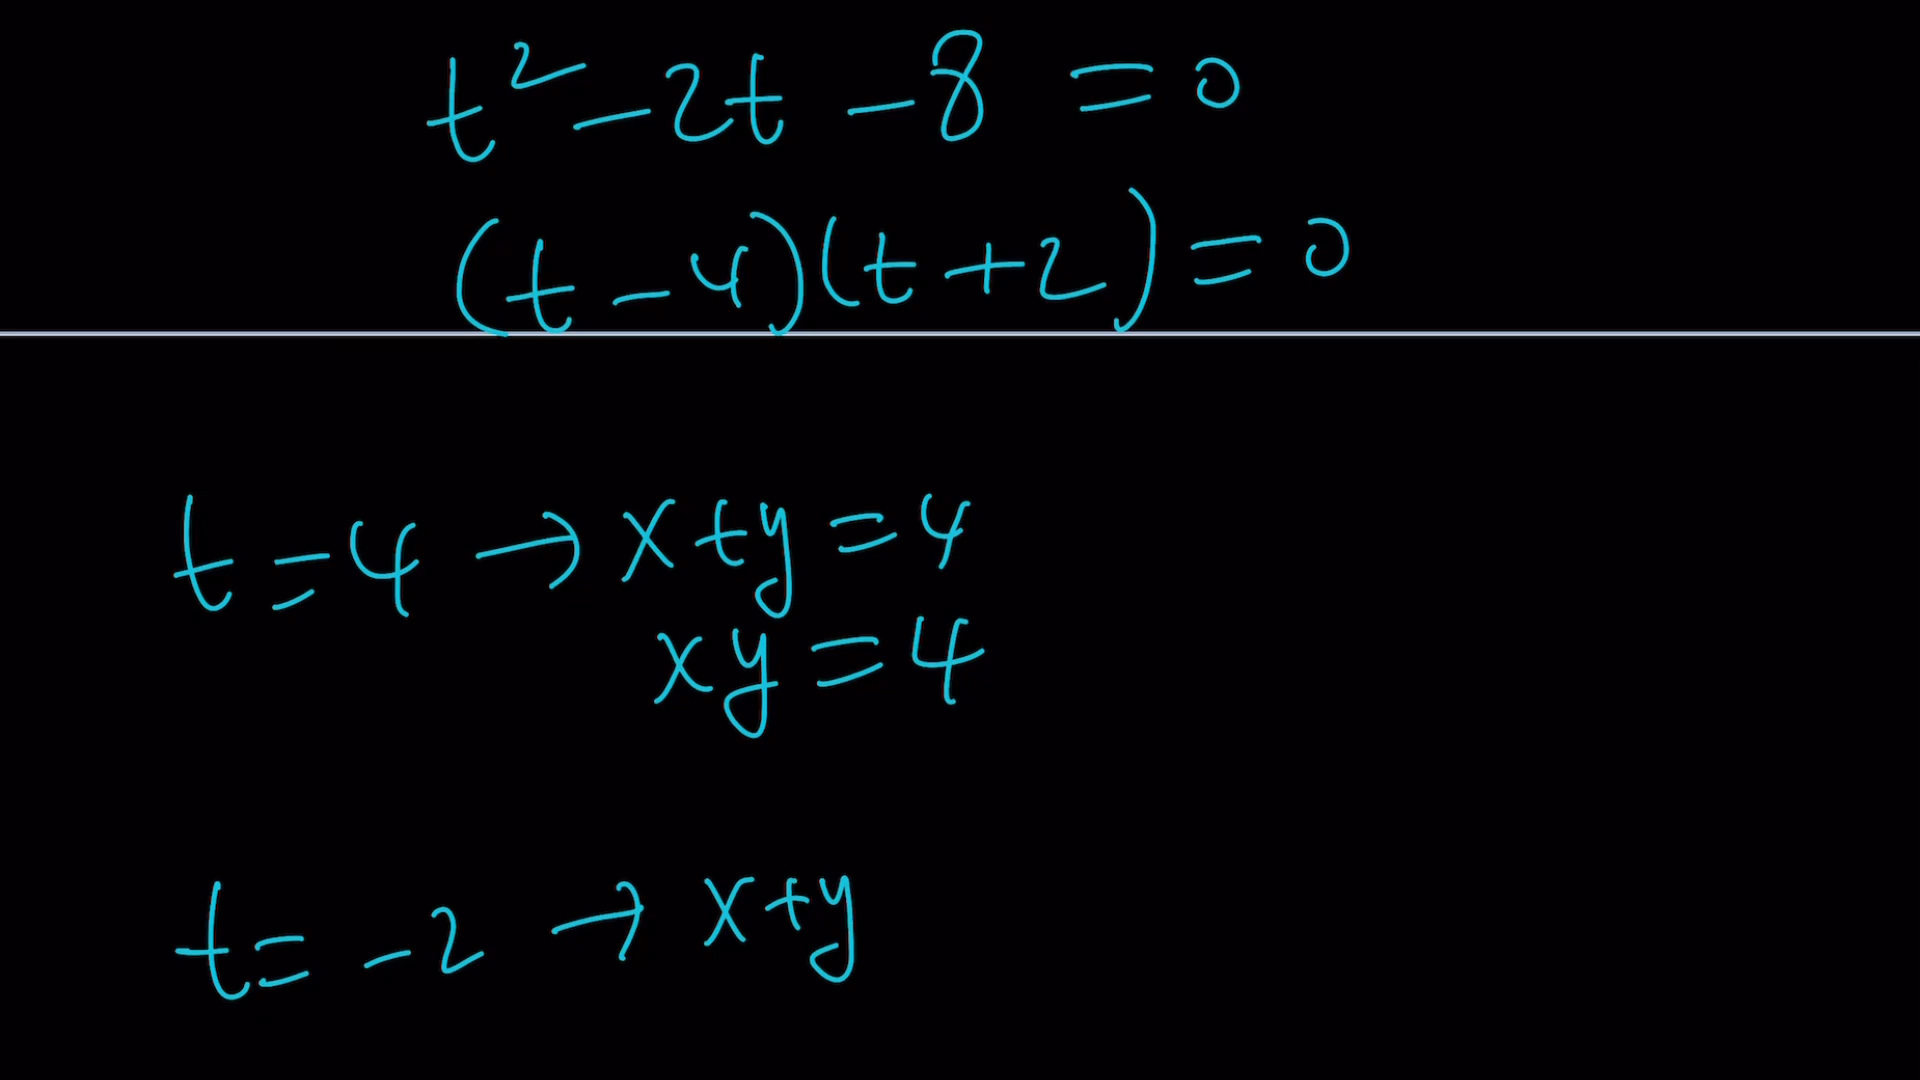 t² - 2t - 8 = 0
(t - 4)(t + 2) = 0
t = 4 → x + y = 4
xy = 4
t = -2 → x + y